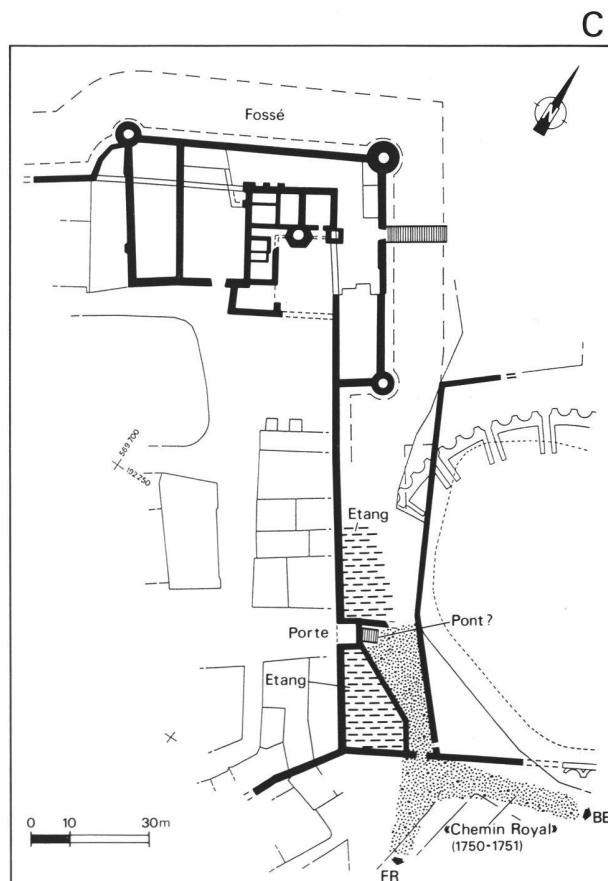 C
Fossé
569 700
192 250
Etang
Porte
Pont?
Etang
0 10 30m
BE
«Chemin Royal»
(1750-1751)
FR